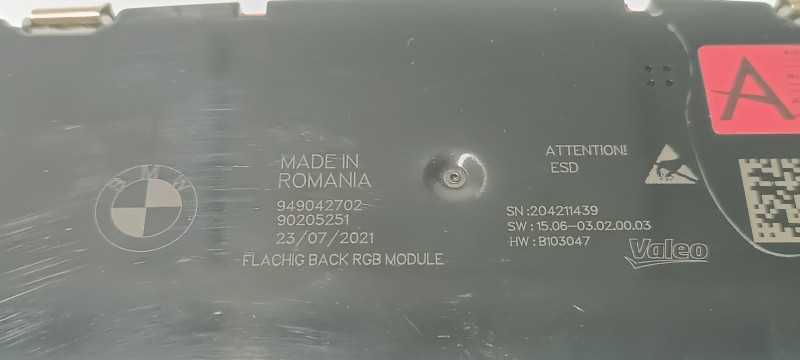 BMW
MADE IN
ROMANIA
949042702
90205251
23/07/2021
FLACHIG BACK RGB MODULE
ATTENTION!
ESD
SN:204211439
SW: 15.06-03.02.00.03
HW: B103047
Valeo
A